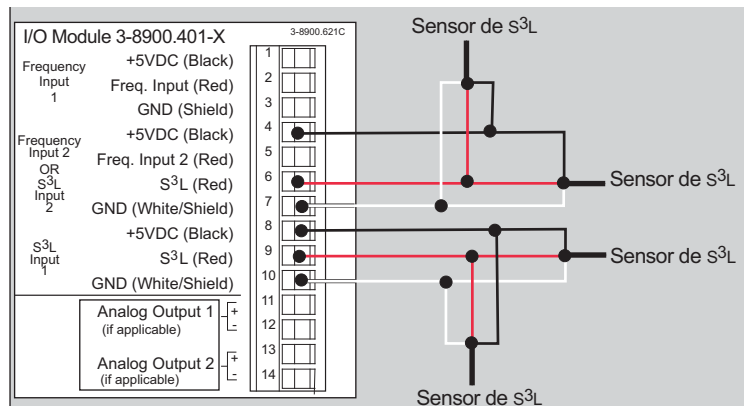 I/O Module 3-8900.401-X
3-8900.621C
Sensor de S³L
Frequency
Input
1
+5VDC (Black)
1
Freq. Input (Red)
2
GND (Shield)
3
Frequency
Input 2
OR
S³L
Input
2
+5VDC (Black)
4
Freq. Input 2 (Red)
5
S³L (Red)
6
Sensor de S³L
GND (White/Shield)
7
S³L
Input
1
+5VDC (Black)
8
S³L (Red)
9
Sensor de S³L
GND (White/Shield)
10
Analog Output 1
(if applicable)
+
-
11
12
Analog Output 2
(if applicable)
+
-
13
14
Sensor de S³L